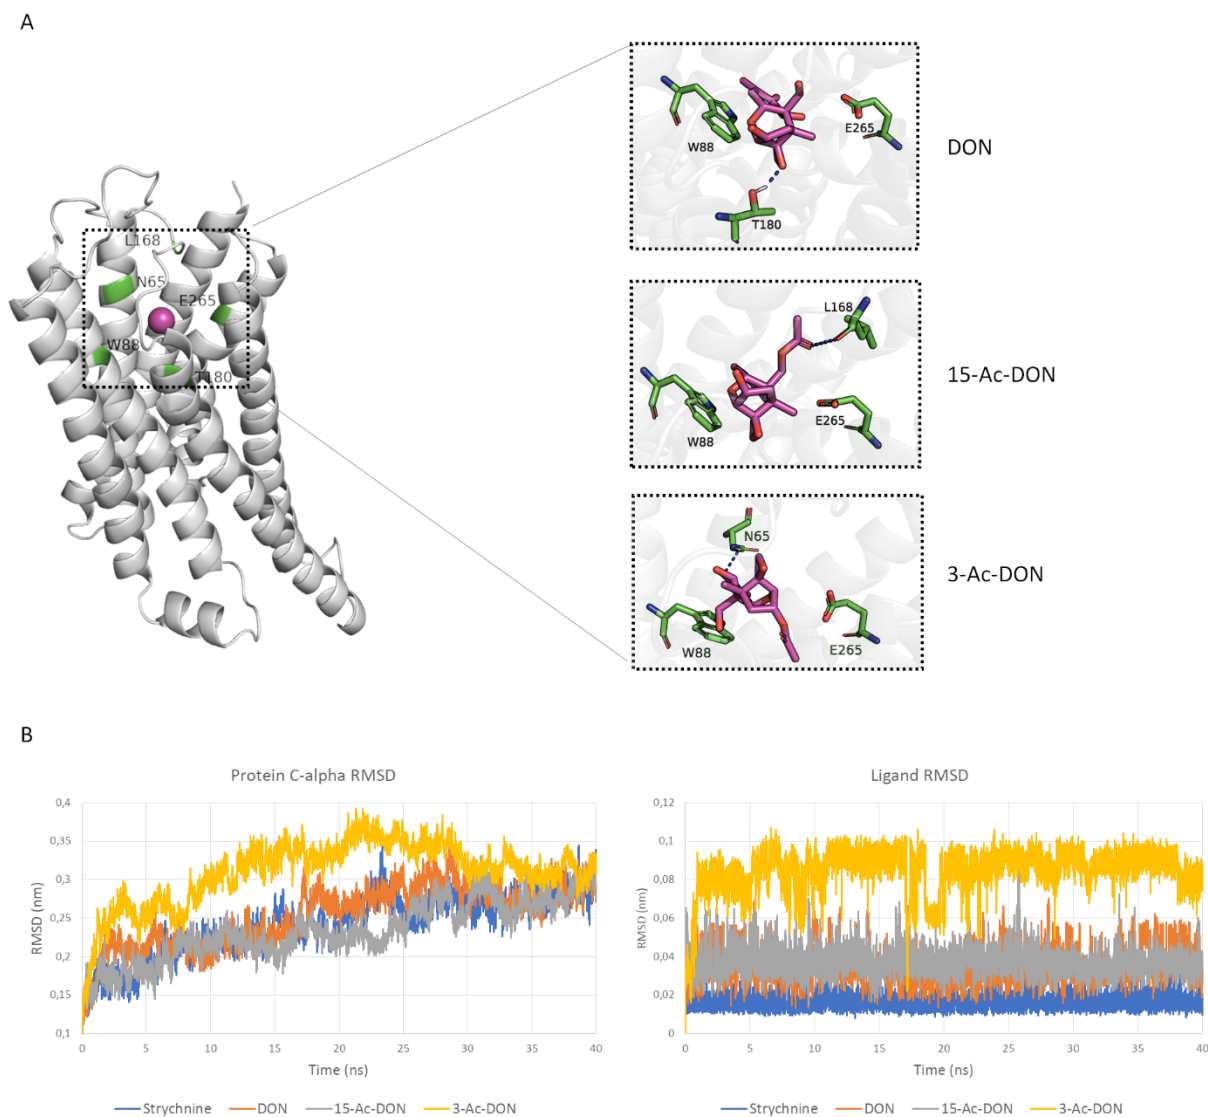 A
L168
N65
E265
W88
T180
W88
E265
T180
DON
L168
W88
E265
15-Ac-DON
N65
W88
E265
3-Ac-DON
B
Protein C-alpha RMSD
0,4
0,35
0,3
0,25
0,2
0,15
0,1
RMSD (nm)
0 5 10 15 20 25 30 35 40
Time (ns)
Strychnine DON 15-Ac-DON 3-Ac-DON
Ligand RMSD
0,12
0,1
0,08
0,06
0,04
0,02
0
RMSD (nm)
0 5 10 15 20 25 30 35 40
Time (ns)
Strychnine DON 15-Ac-DON 3-Ac-DON